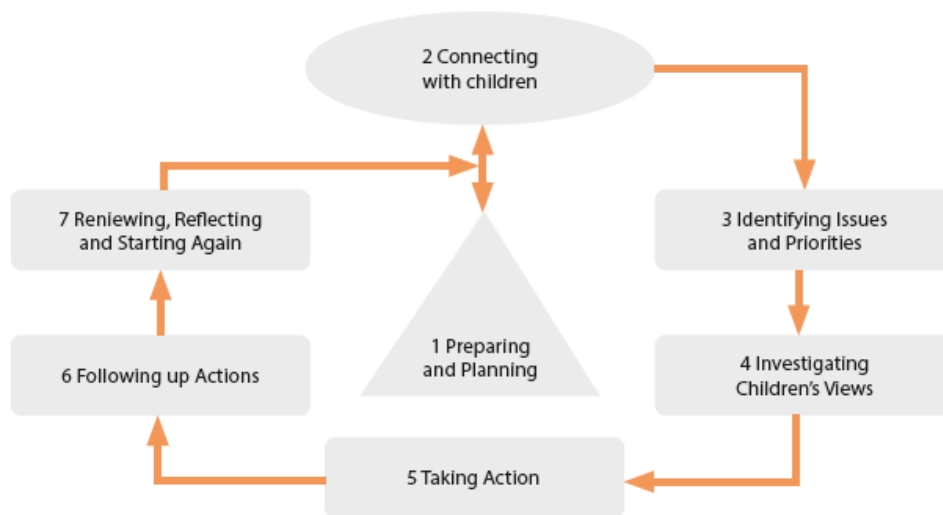 2 Connecting
with children
7 Reniewing, Reflecting
and Starting Again
3 Identifying Issues
and Priorities
1 Preparing
and Planning
6 Following up Actions
4 Investigating
Children's Views
5 Taking Action